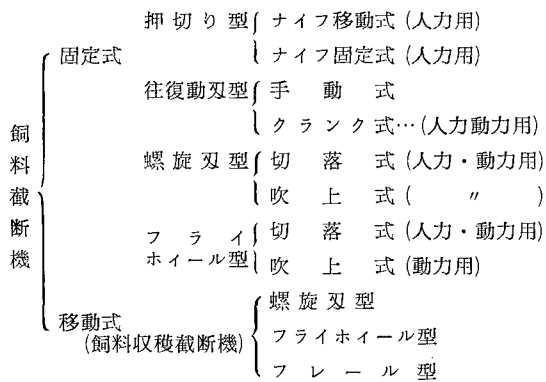 飼料截断機
固定式
押切り型
ナイフ移動式 (人力用)
ナイフ固定式 (人力用)
往復動刃型
手動式
クランク式…(人力動力用)
螺旋刃型
切落式 (人力・動力用)
吹上式 ( 〃 )
フライ
ホイール型
切落式 (人力・動力用)
吹上式 (動力用)
移動式
(飼料収穫截断機)
螺旋刃型
フライホイール型
フレール型